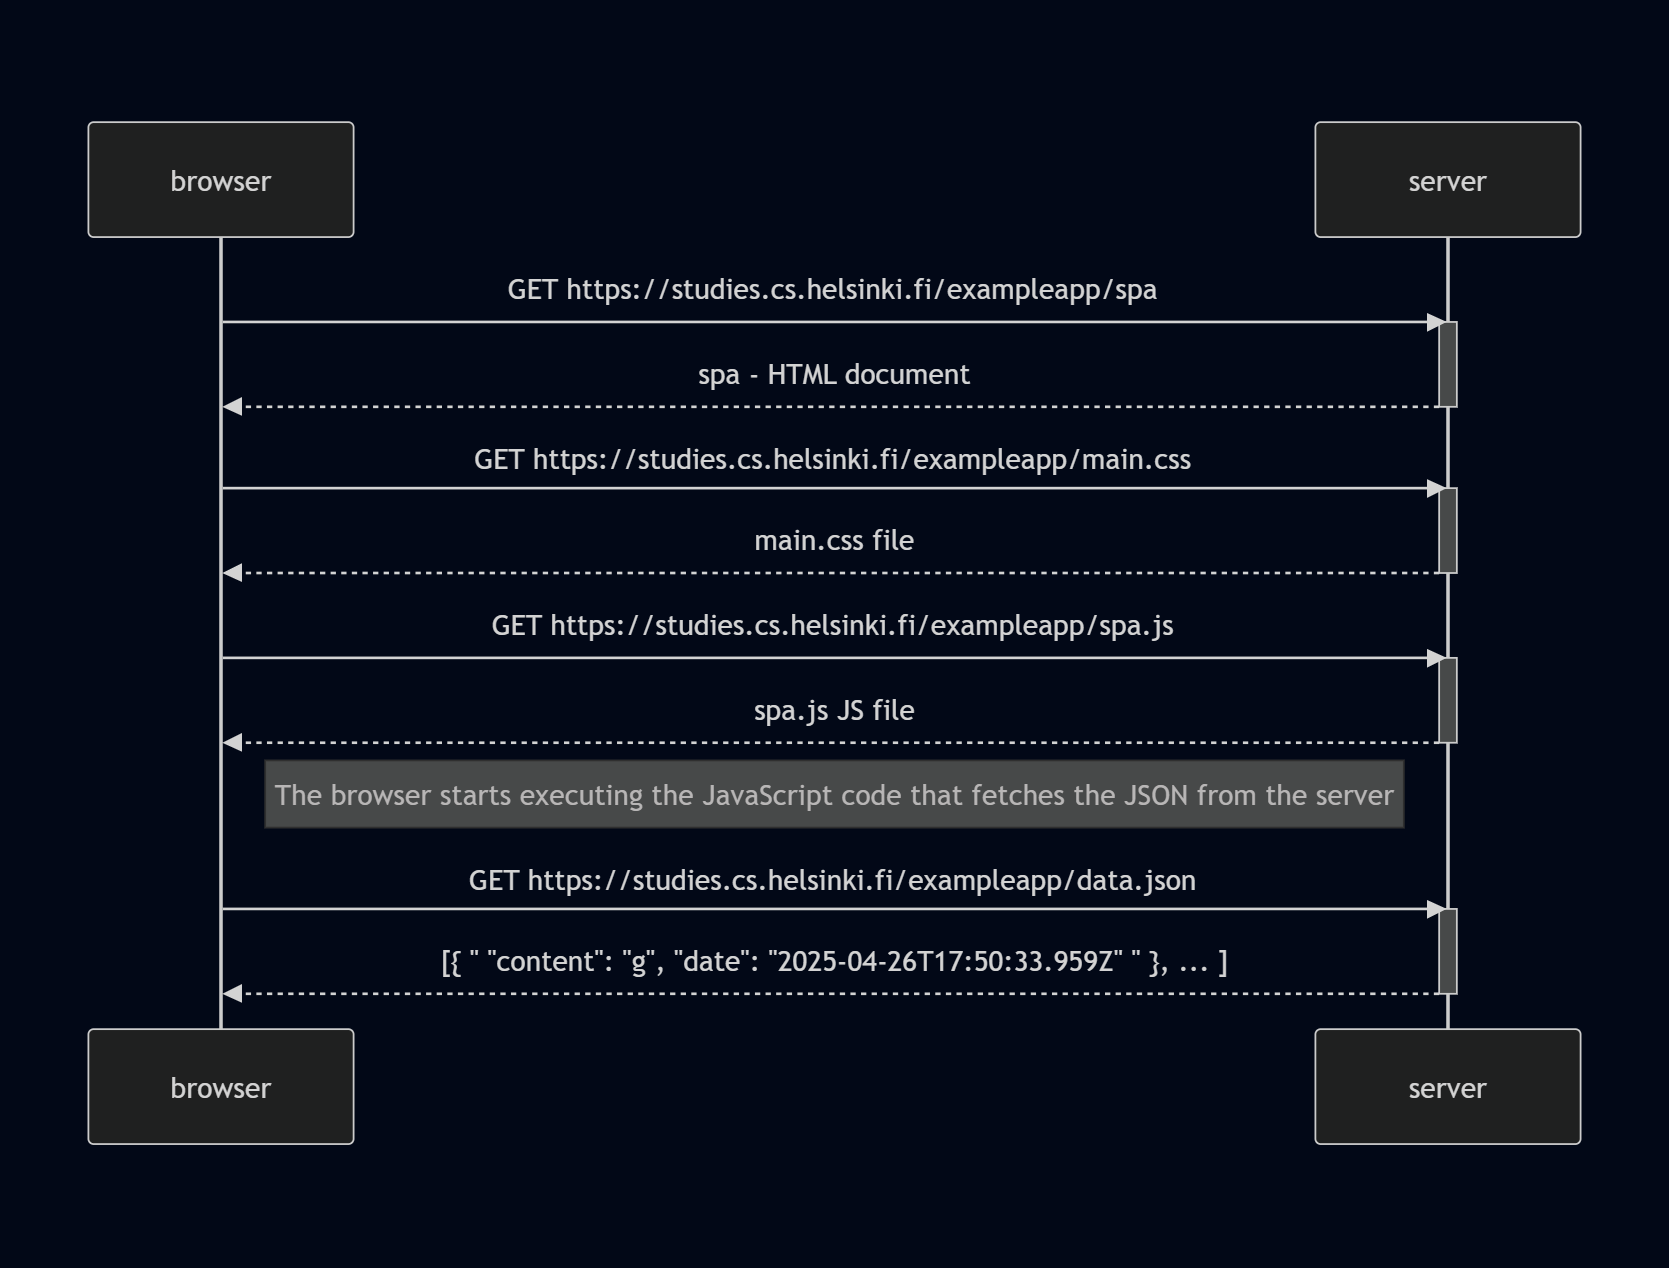 browser
server
GET https://studies.cs.helsinki.fi/exampleapp/spa
spa - HTML document
GET https://studies.cs.helsinki.fi/exampleapp/main.css
main.css file
GET https://studies.cs.helsinki.fi/exampleapp/spa.js
spa.js JS file
The browser starts executing the JavaScript code that fetches the JSON from the server
GET https://studies.cs.helsinki.fi/exampleapp/data.json
[{ " "content": "g", "date": "2025-04-26T17:50:33.959Z" " }, ... ]
browser
server